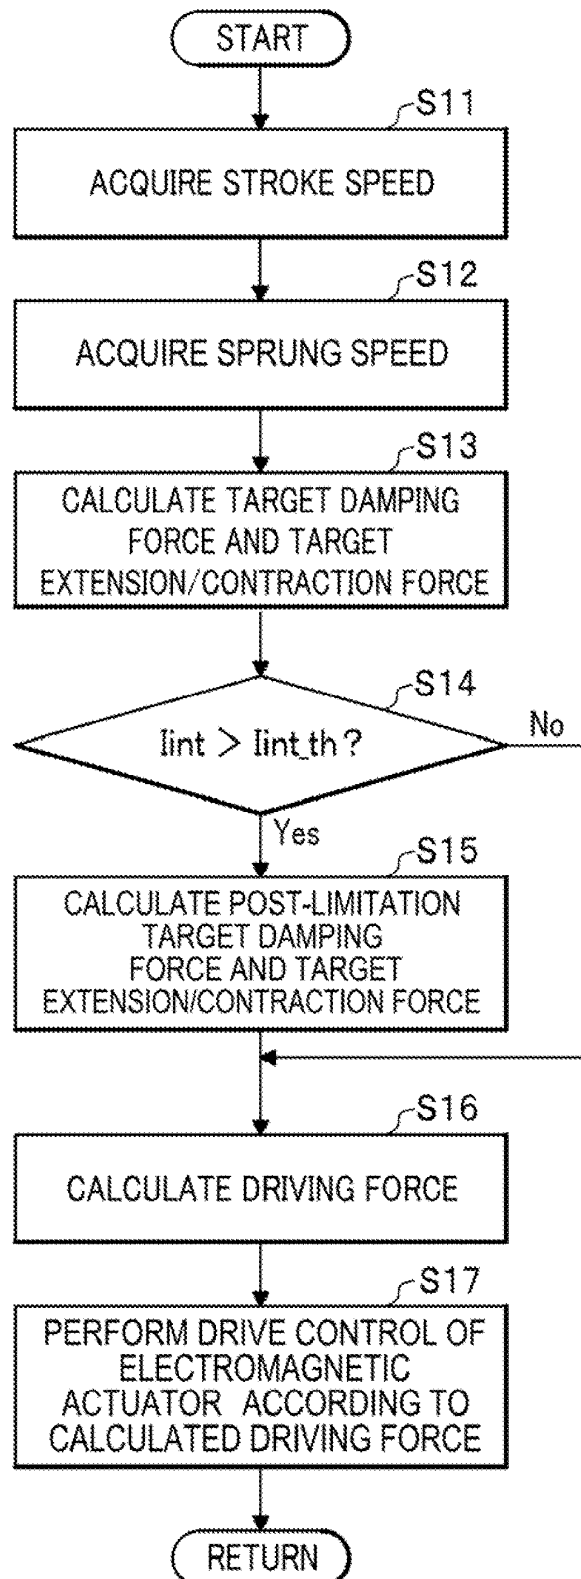 START
S11
ACQUIRE STROKE SPEED
S12
ACQUIRE SPRUNG SPEED
S13
CALCULATE TARGET DAMPING
FORCE AND TARGET
EXTENSION/CONTRACTION FORCE
S14
Iint > Iint_th?
No
Yes
S15
CALCULATE POST-LIMITATION
TARGET DAMPING
FORCE AND TARGET
EXTENSION/CONTRACTION FORCE
S16
CALCULATE DRIVING FORCE
S17
PERFORM DRIVE CONTROL OF
ELECTROMAGNETIC
ACTUATOR ACCORDING TO
CALCULATED DRIVING FORCE
RETURN